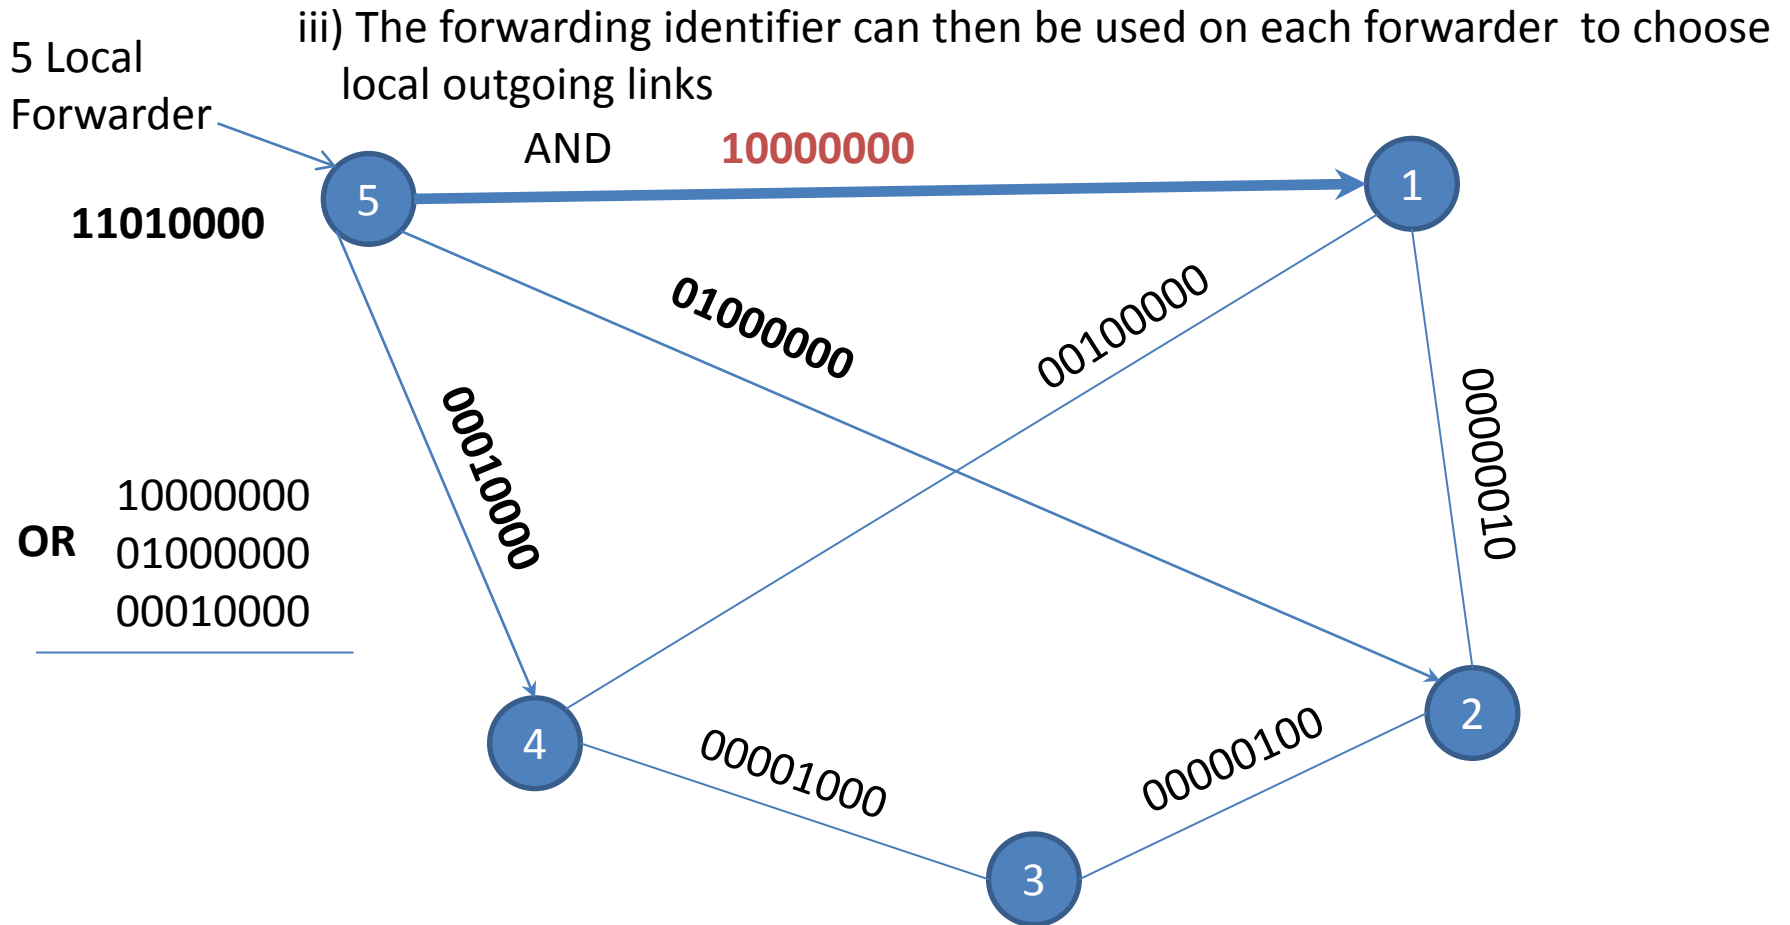 iii) The forwarding identifier can then be used on each forwarder to choose
local outgoing links
5 Local
Forwarder
AND 10000000
5
1
11010000
01000000
00100000
00010000
00000010
10000000
OR 01000000
00010000
4
2
00001000
00000100
3